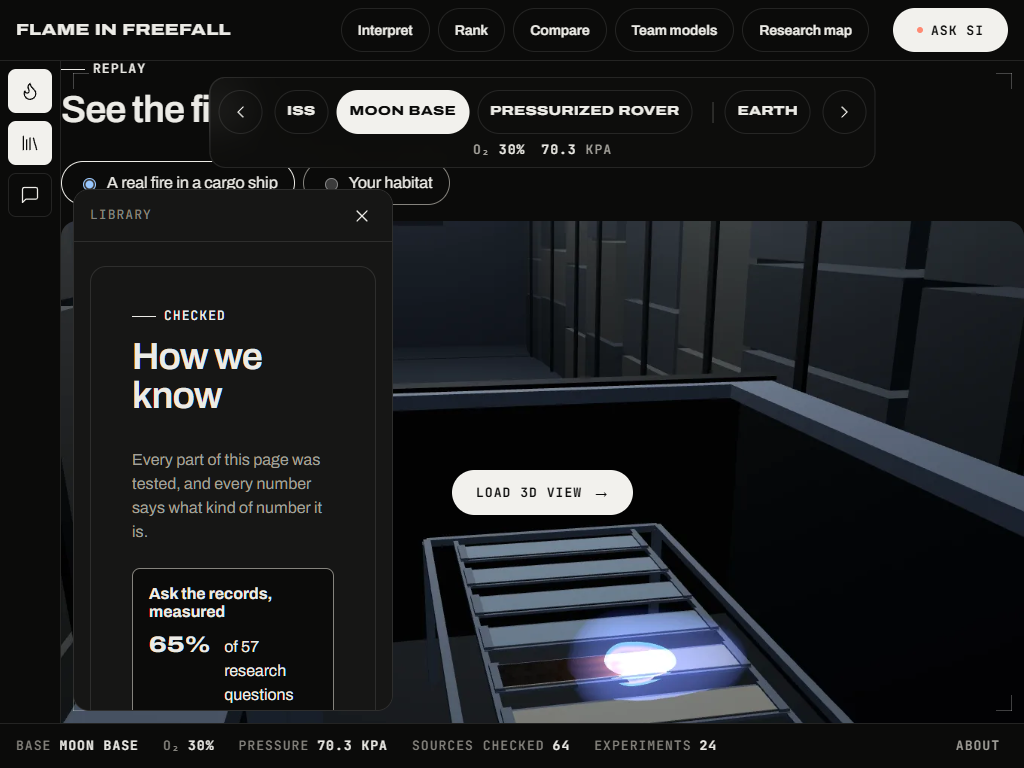 FLAME IN FREEFALL
Interpret
Rank
Compare
Team models
Research map
ASK SI
REPLAY
See the fi
ISS
MOON BASE
PRESSURIZED ROVER
EARTH
O₂ 30% 70.3 KPA
A real fire in a cargo ship
Your habitat
LIBRARY
CHECKED
How we
know
Every part of this page was
tested, and every number
says what kind of number it
is.
Ask the records,
measured
65% of 57
research
questions
LOAD 3D VIEW →
BASE MOON BASE
O₂ 30%
PRESSURE 70.3 KPA
SOURCES CHECKED 64
EXPERIMENTS 24
ABOUT